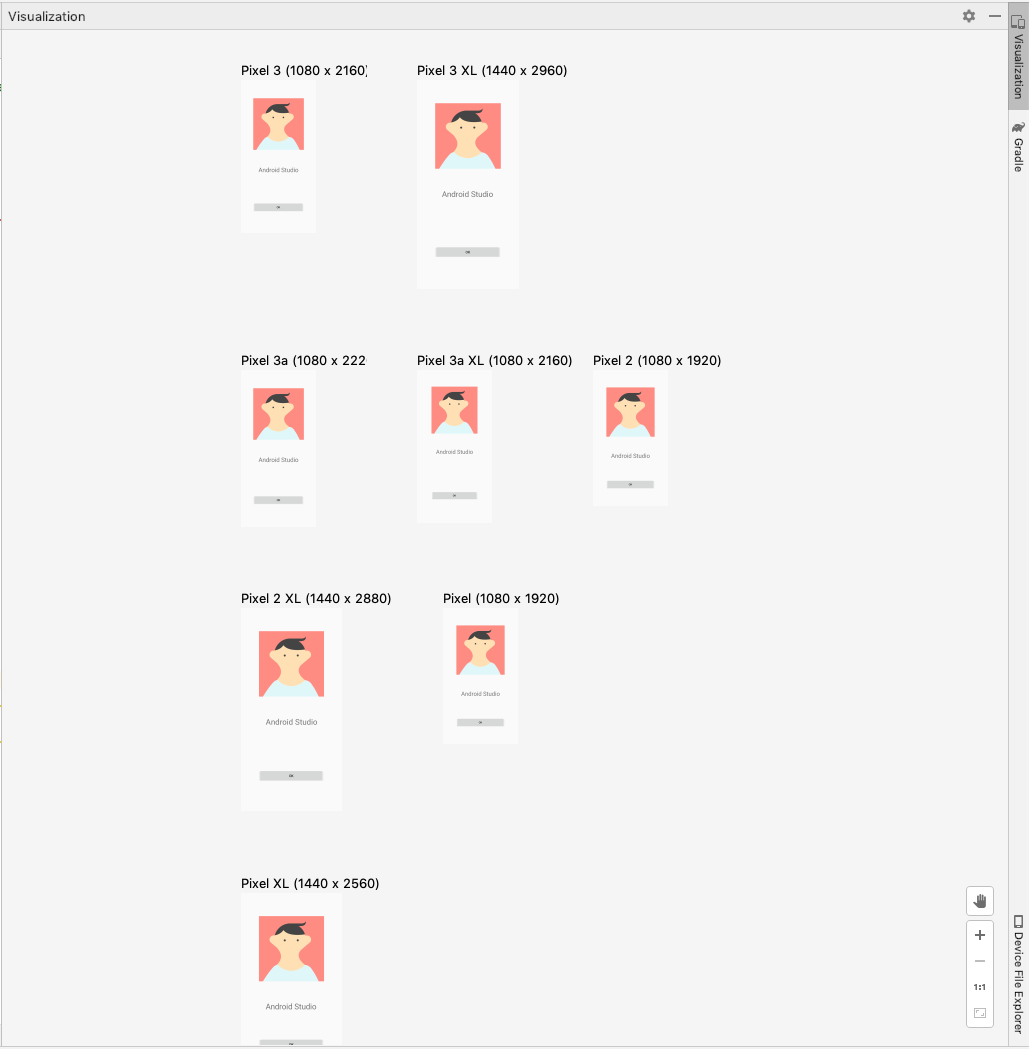 Visualization
Pixel 3 (1080 x 2160)
Pixel 3 XL (1440 x 2960)
Android Studio
Android Studio
OK
OK
Pixel 3a (1080 x 222
Pixel 3a XL (1080 x 2160)
Pixel 2 (1080 x 1920)
Android Studio
Android Studio
Android Studio
OK
OK
OK
Pixel 2 XL (1440 x 2880)
Pixel (1080 x 1920)
Android Studio
Android Studio
OK
OK
Pixel XL (1440 x 2560)
Android Studio
1:1
Visualization
Gradle
Device File Explorer